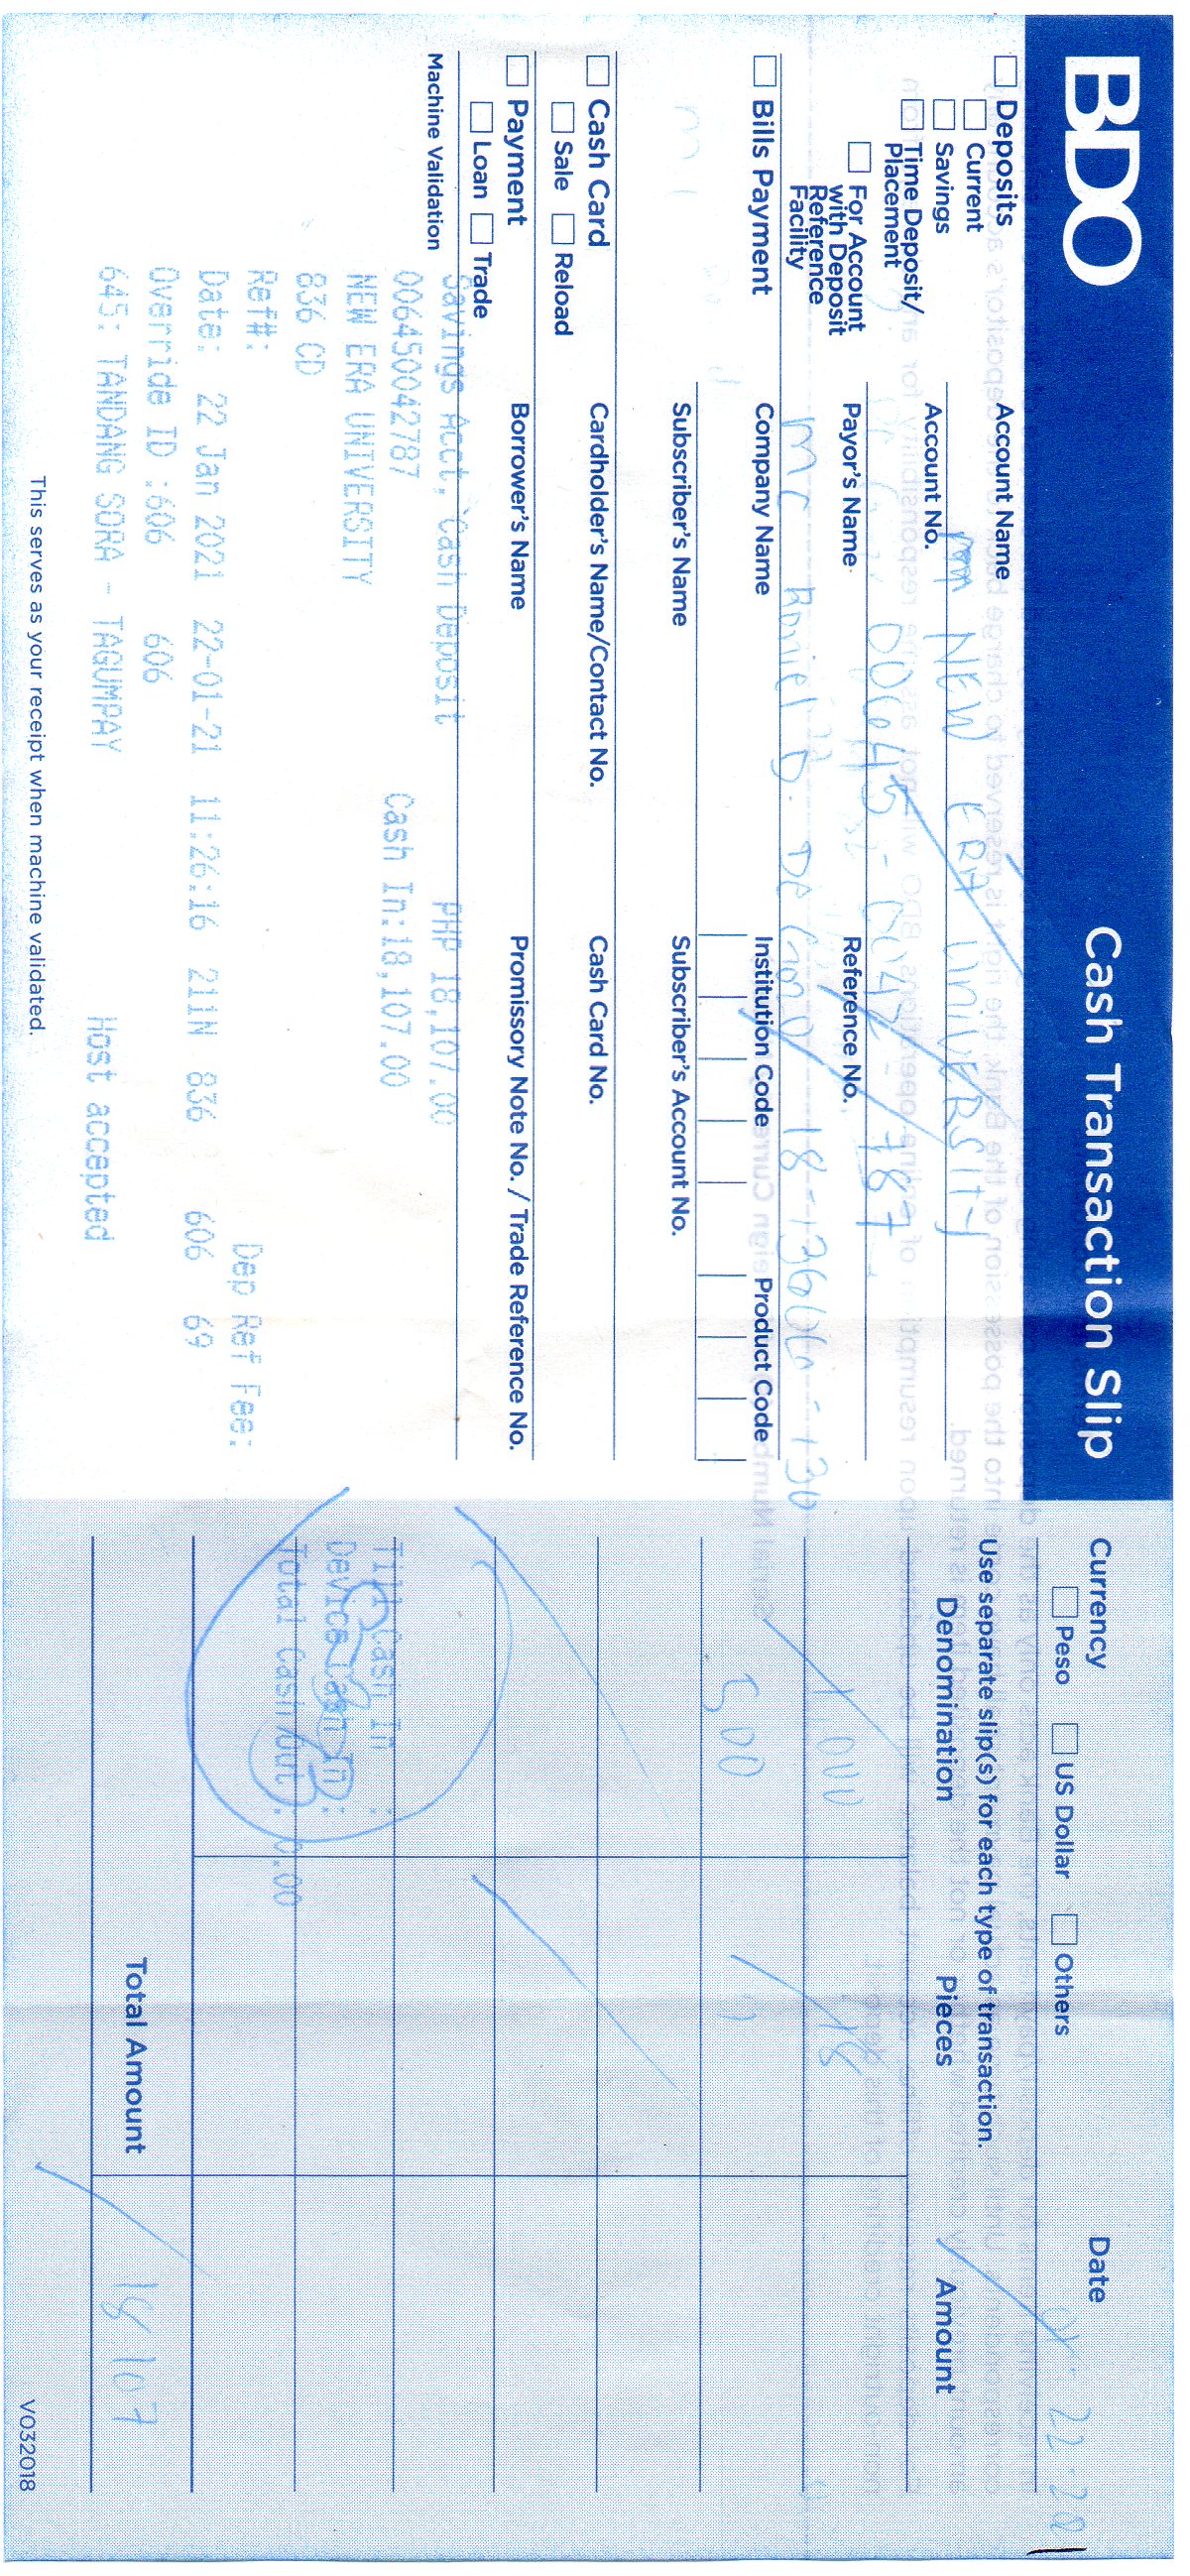 BDO
Cash Transaction Slip
Currency
Date
Peso US Dollar Others
22-20
Deposits
Current
Savings
Time Deposit/
Placement
For Account
with Deposit
Reference
Facility
Account Name
NEW ERA UNIVERSITY
Account No.
00645 - 0042 - 787
Payor's Name Reference No.
Mc Roniel D. De 18-13600-130
Use separate slip(s) for each type of transaction.
Denomination Pieces Amount
1,000 18
500 1
Bills Payment
Company Name Institution Code Product Code
Subscriber's Name Subscriber's Account No.
Cash Card
Sale Reload
Cardholder's Name/Contact No. Cash Card No.
Payment
Loan Trade
Borrower's Name Promissory Note No. / Trade Reference No.
Machine Validation
Savings Acct, Cash Deposit PHP 18,107.00
006450042787 Cash In:18,107.00
NEW ERA UNIVERSITY
836 CD
Ref#:
Dep Ref Fee:
Date: 22 Jan 2021 22-01-21 11:26:16 211N 836 606 69
Override ID :606 606
645: TANDANG SORA - TAGUMPAY Host accepted
Till Cash In :
Device Cash In :
Total Cash Out : 0.00
Total Amount 18 107
This serves as your receipt when machine validated.
V032018